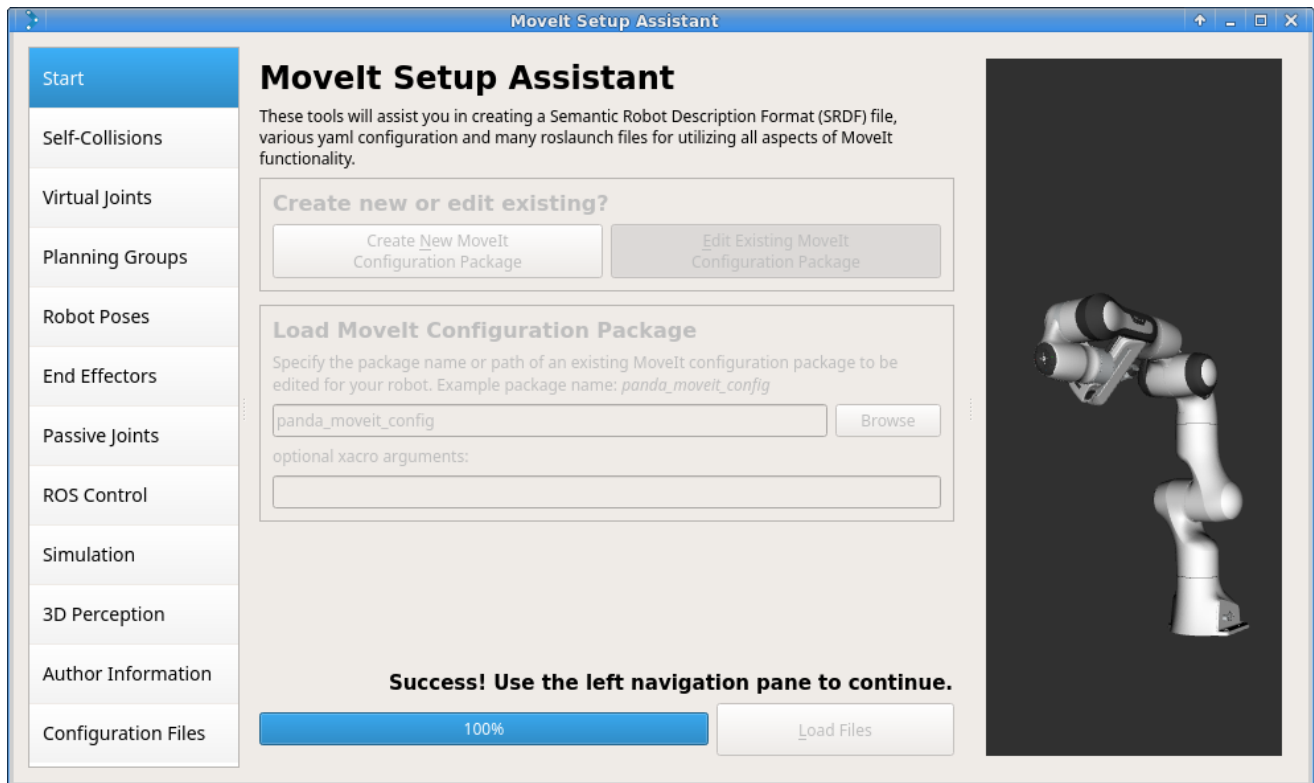 MoveIt Setup Assistant
Start
Self-Collisions
Virtual Joints
Planning Groups
Robot Poses
End Effectors
Passive Joints
ROS Control
Simulation
3D Perception
Author Information
Configuration Files
MoveIt Setup Assistant
These tools will assist you in creating a Semantic Robot Description Format (SRDF) file,
various yaml configuration and many roslaunch files for utilizing all aspects of MoveIt
functionality.
Create new or edit existing?
Create New MoveIt
Configuration Package
Edit Existing MoveIt
Configuration Package
Load MoveIt Configuration Package
Specify the package name or path of an existing MoveIt configuration package to be
edited for your robot. Example package name: panda_moveit_config
panda_moveit_config
Browse
optional xacro arguments:
Success! Use the left navigation pane to continue.
100%
Load Files